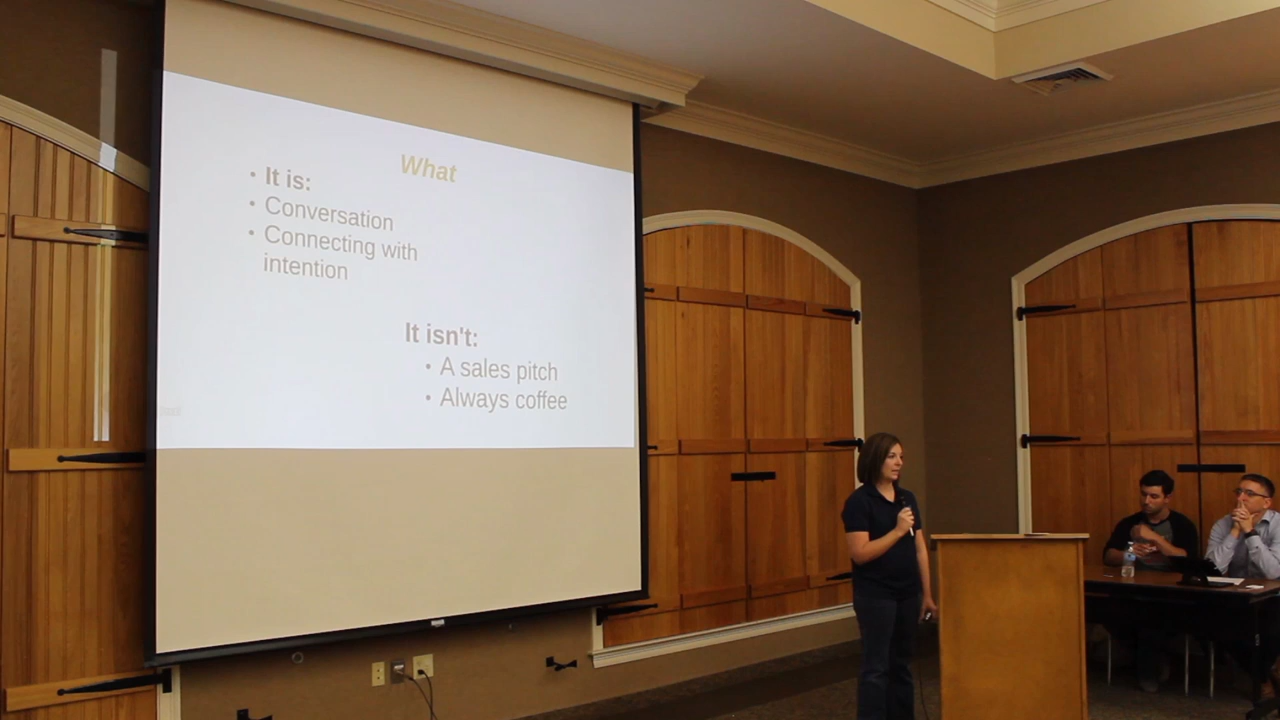 What
• It is:
• Conversation
• Connecting with
intention
It isn't:
• A sales pitch
• Always coffee